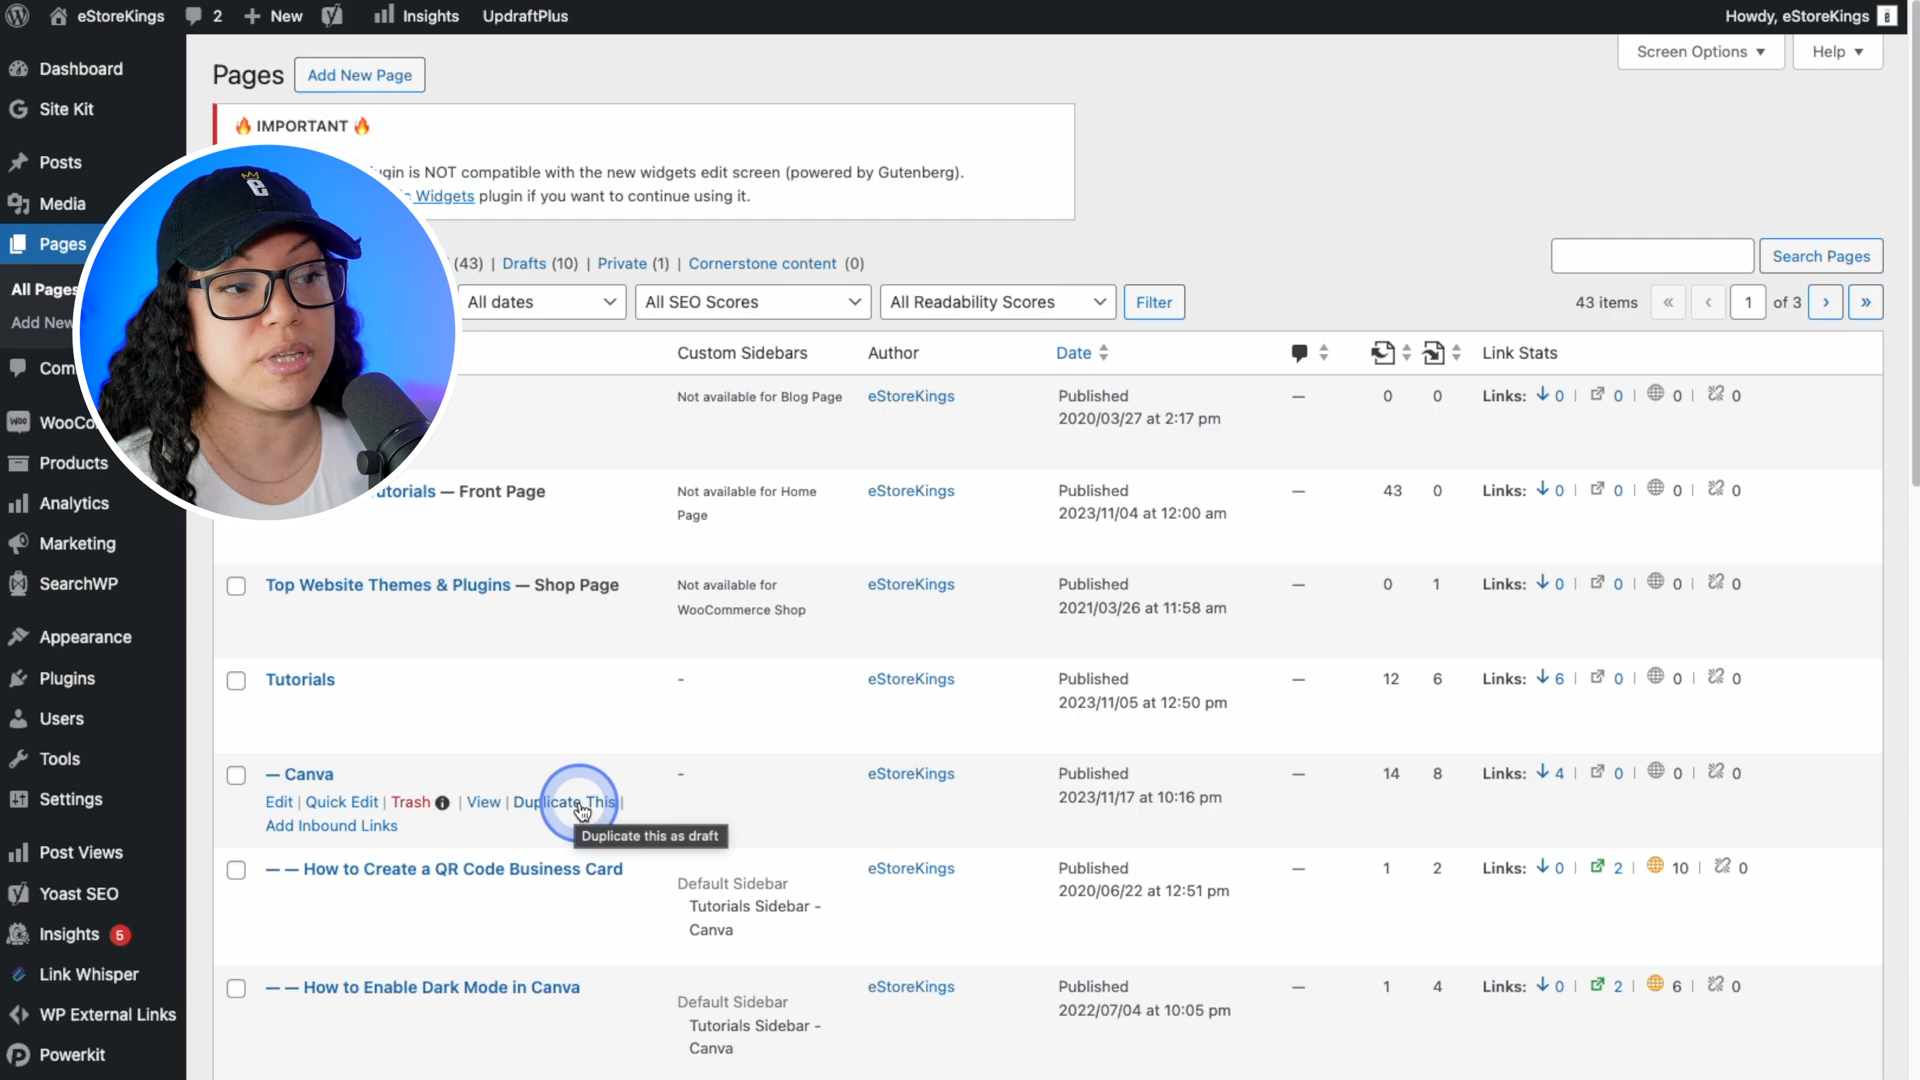 eStoreKings 2 + New Insights UpdraftPlus Howdy, eStoreKings
Dashboard
Site Kit
Posts
Media
Pages
All Pages
Add New
Com
WooCo
Products
Analytics
Marketing
SearchWP
Appearance
Plugins
Users
Tools
Settings
Post Views
Yoast SEO
Insights 5
Link Whisper
WP External Links
Powerkit
Screen Options Help
Pages Add New Page
🔥 IMPORTANT 🔥
is NOT compatible with the new widgets edit screen (powered by Gutenberg).
Widgets plugin if you want to continue using it.
(43) | Drafts (10) | Private (1) | Cornerstone content (0)
Search Pages
All dates All SEO Scores All Readability Scores Filter
43 items « ‹ 1 of 3 › »
Custom Sidebars Author Date Link Stats
Not available for Blog Page eStoreKings Published — 0 0 Links: 0 | 0 | 0 | 0
2020/03/27 at 2:17 pm
utorials — Front Page Not available for Home eStoreKings Published — 43 0 Links: 0 | 0 | 0 | 0
Page 2023/11/04 at 12:00 am
Top Website Themes & Plugins — Shop Page Not available for eStoreKings Published — 0 1 Links: 0 | 0 | 0 | 0
WooCommerce Shop 2021/03/26 at 11:58 am
Tutorials - eStoreKings Published — 12 6 Links: 6 | 0 | 0 | 0
2023/11/05 at 12:50 pm
— Canva - eStoreKings Published — 14 8 Links: 4 | 0 | 0 | 0
Edit | Quick Edit | Trash | View | Duplicate This | 2023/11/17 at 10:16 pm
Add Inbound Links
Duplicate this as draft
— — How to Create a QR Code Business Card Default Sidebar eStoreKings Published — 1 2 Links: 0 | 2 | 10 | 0
Tutorials Sidebar - 2020/06/22 at 12:51 pm
Canva
— — How to Enable Dark Mode in Canva Default Sidebar eStoreKings Published — 1 4 Links: 0 | 2 | 6 | 0
Tutorials Sidebar - 2022/07/04 at 10:05 pm
Canva